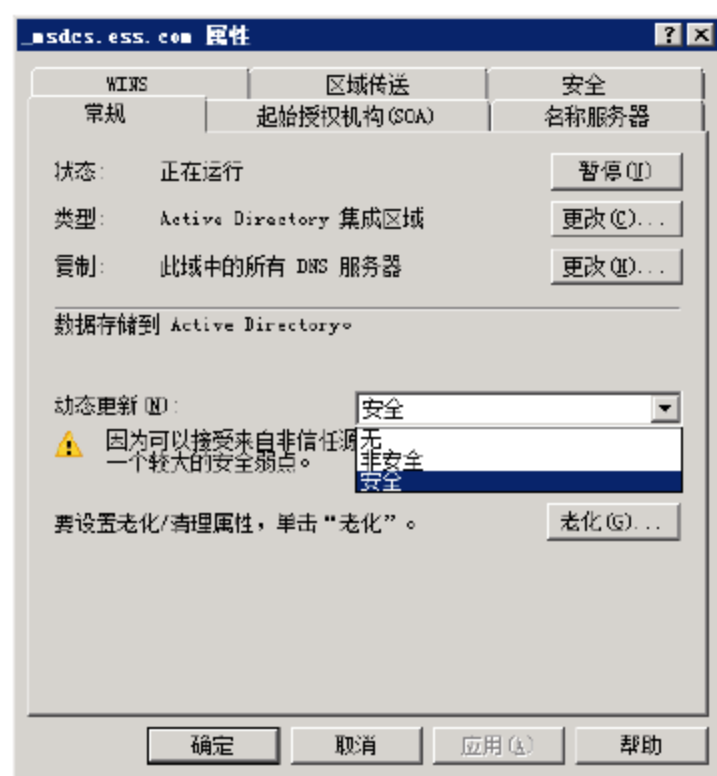 _msdcs.ess.com 属性
WINS 区域传送 安全
常规 起始授权机构(SOA) 名称服务器
状态: 正在运行 暂停(U)
类型: Active Directory 集成区域 更改(C)...
复制: 此域中的所有 DNS 服务器 更改(H)...
数据存储到 Active Directory。
动态更新(N): 安全
因为可以接受来自非信任源 无
一个较大的安全弱点。 非安全
安全
要设置老化/清理属性，单击“老化”。 老化(G)...
确定 取消 应用(A) 帮助